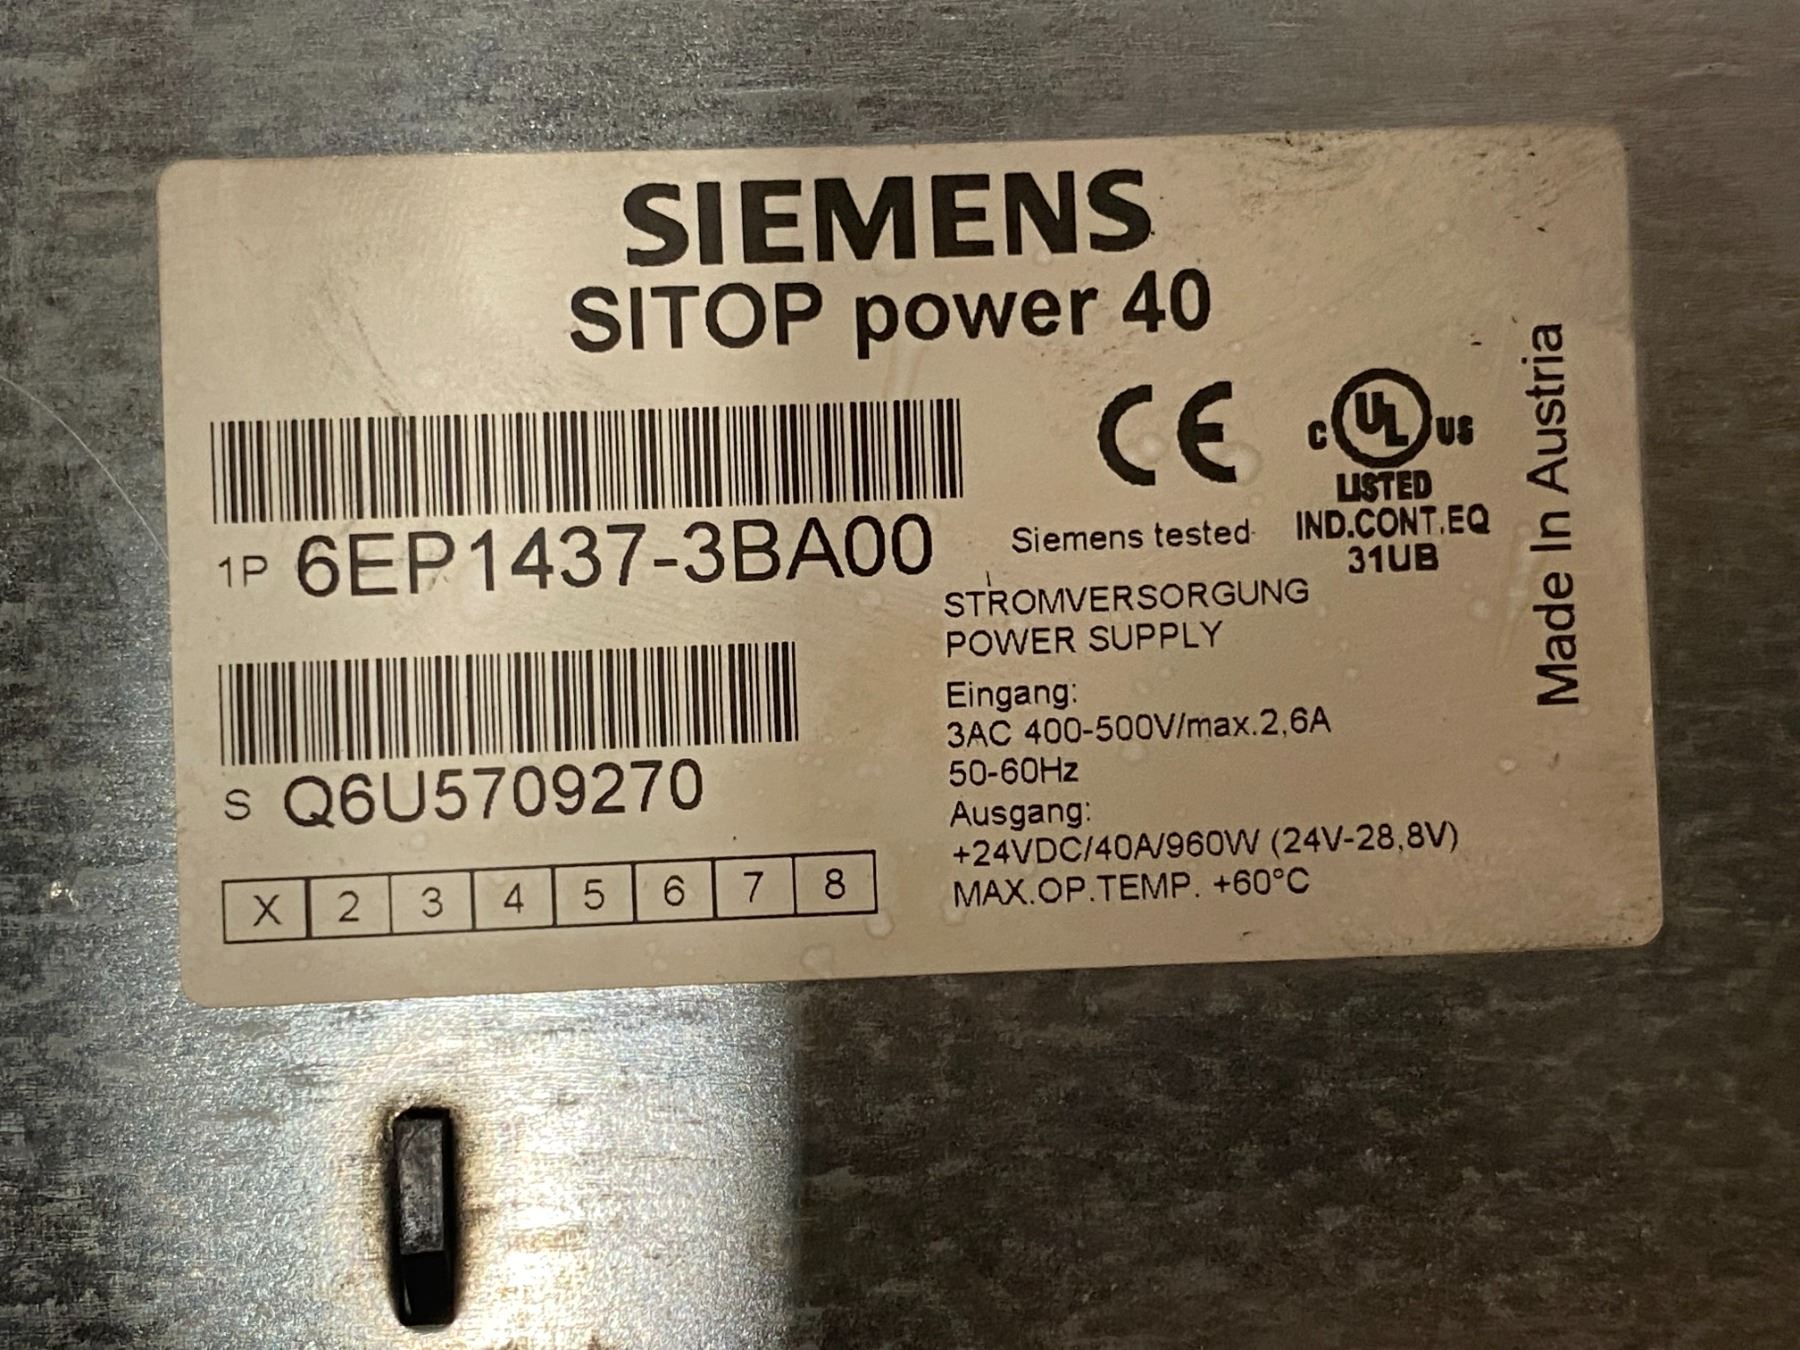 SIEMENS
SITOP power 40
1P 6EP1437-3BA00
S Q6U5709270
X 2 3 4 5 6 7 8
CE
C UL US
LISTED
Siemens tested
IND.CONT.EQ
31UB
STROMVERSORGUNG
POWER SUPPLY
Eingang:
3AC 400-500V/max.2,6A
50-60Hz
Ausgang:
+24VDC/40A/960W (24V-28,8V)
MAX.OP.TEMP. +60°C
Made In Austria